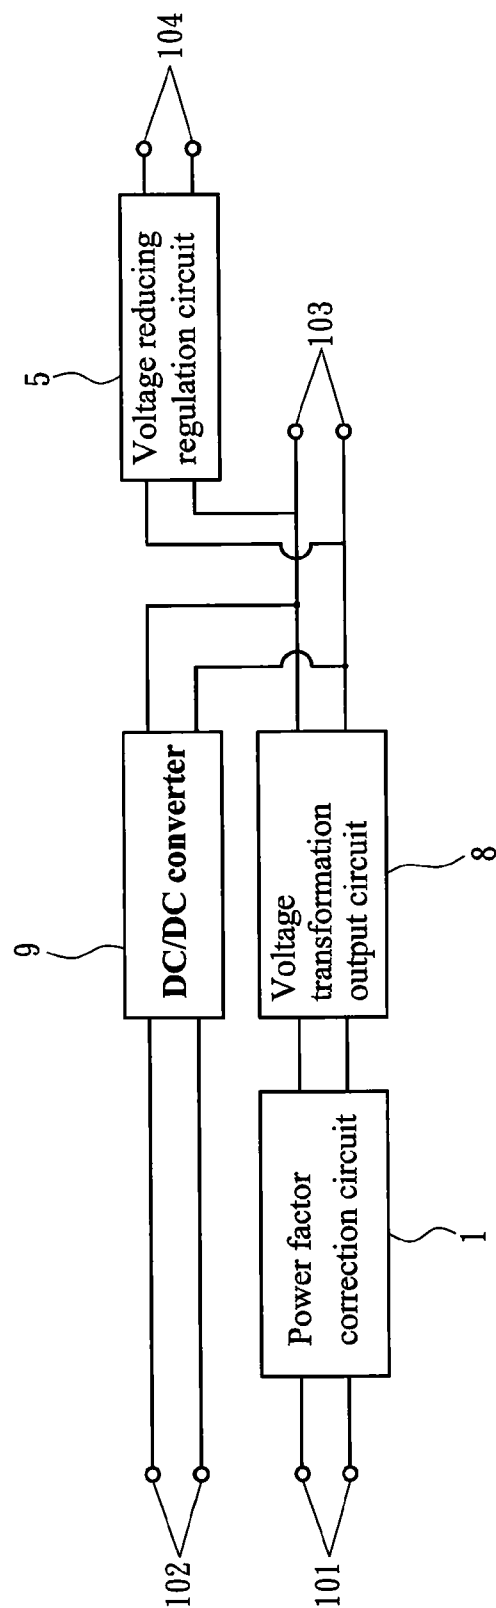 104
5
Voltage reducing
regulation circuit
103
9
DC/DC converter
Voltage
transformation
output circuit
8
Power factor
correction circuit
1
102
101